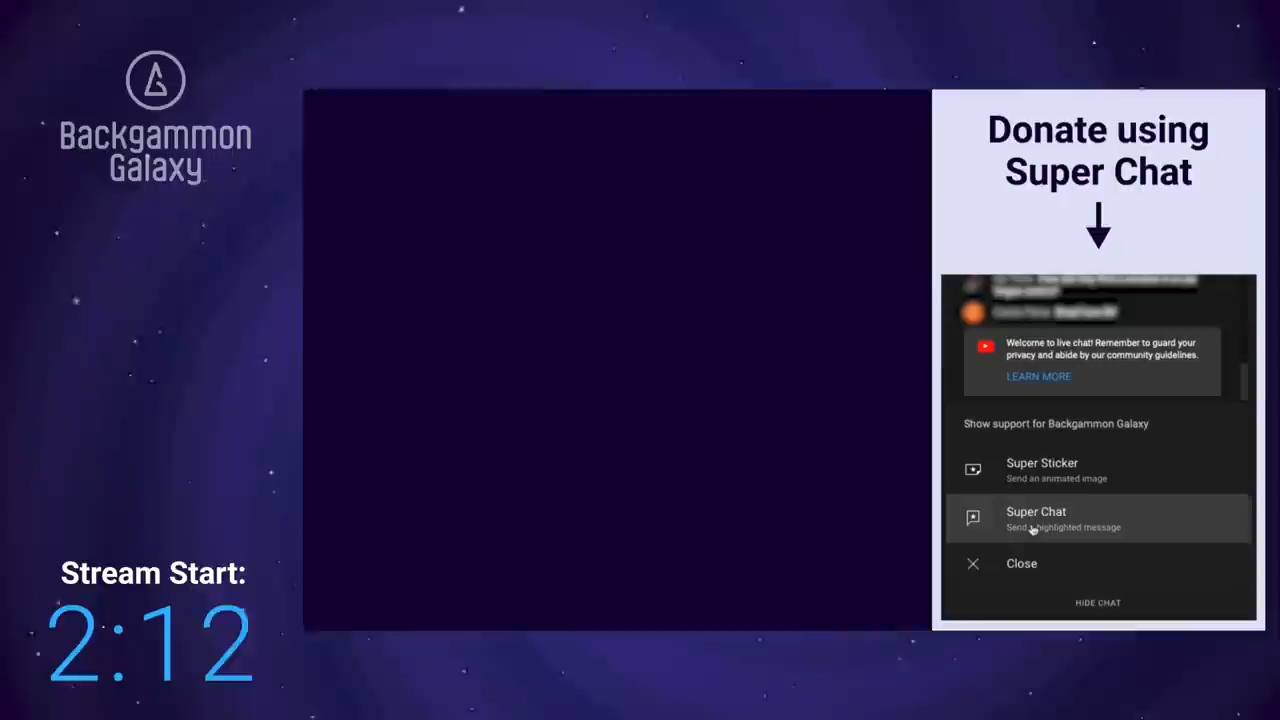 Backgammon
Galaxy
Donate using
Super Chat
Welcome to live chat! Remember to guard your
privacy and abide by our community guidelines.
LEARN MORE
Show support for Backgammon Galaxy
Super Sticker
Send an animated image
Super Chat
Send highlighted message
Close
HIDE CHAT
Stream Start:
2:12